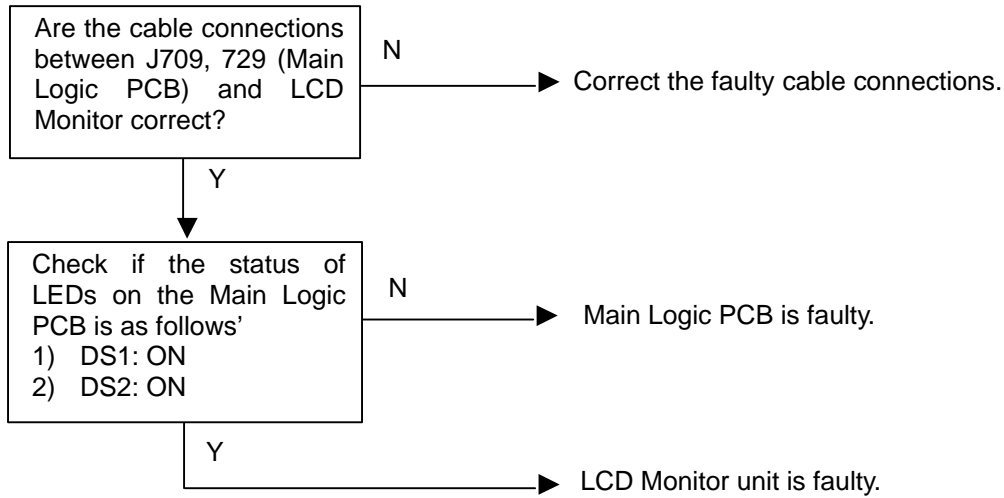 Are the cable connections
between J709, 729 (Main
Logic PCB) and LCD
Monitor correct?
N
Correct the faulty cable connections.
Y
Check if the status of
LEDs on the Main Logic
PCB is as follows’
1) DS1: ON
2) DS2: ON
N
Main Logic PCB is faulty.
Y
LCD Monitor unit is faulty.